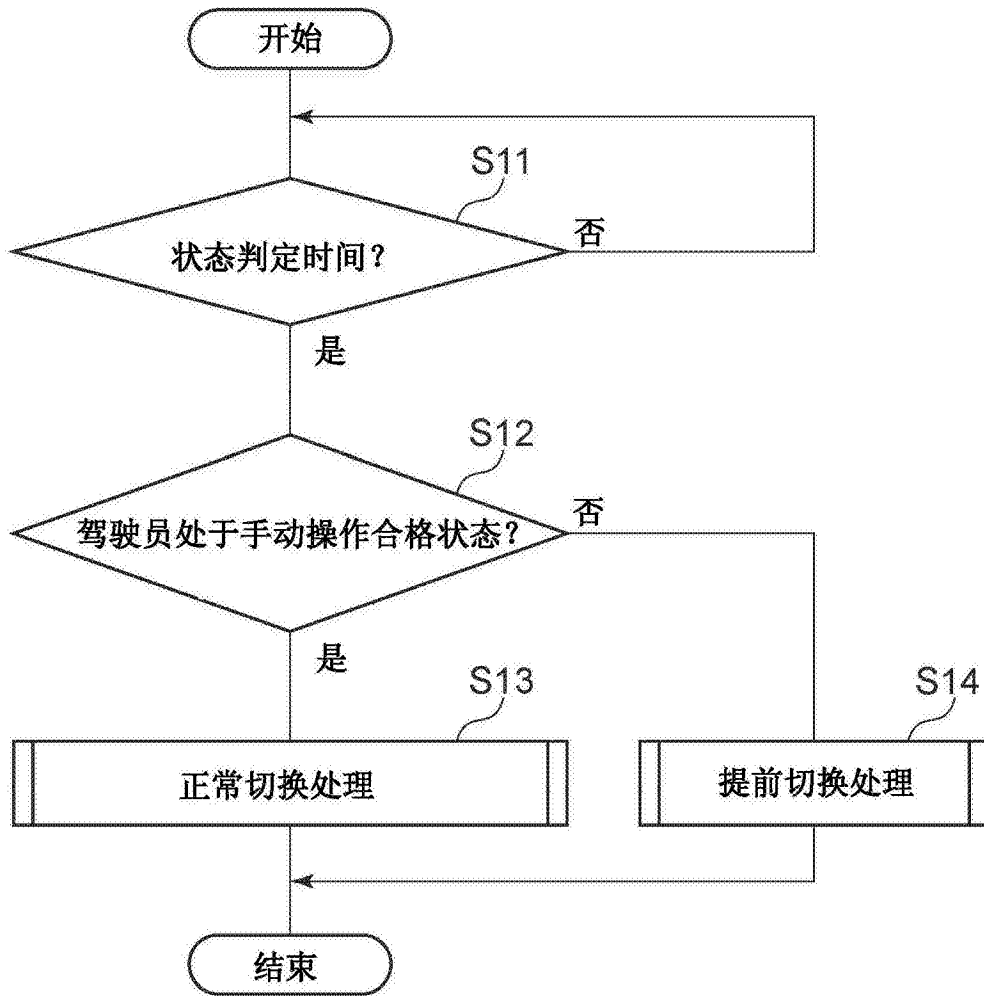 开始
S11
状态判定时间?
否
是
S12
驾驶员处于手动操作合格状态?
否
是
S13
S14
正常切换处理
提前切换处理
结束